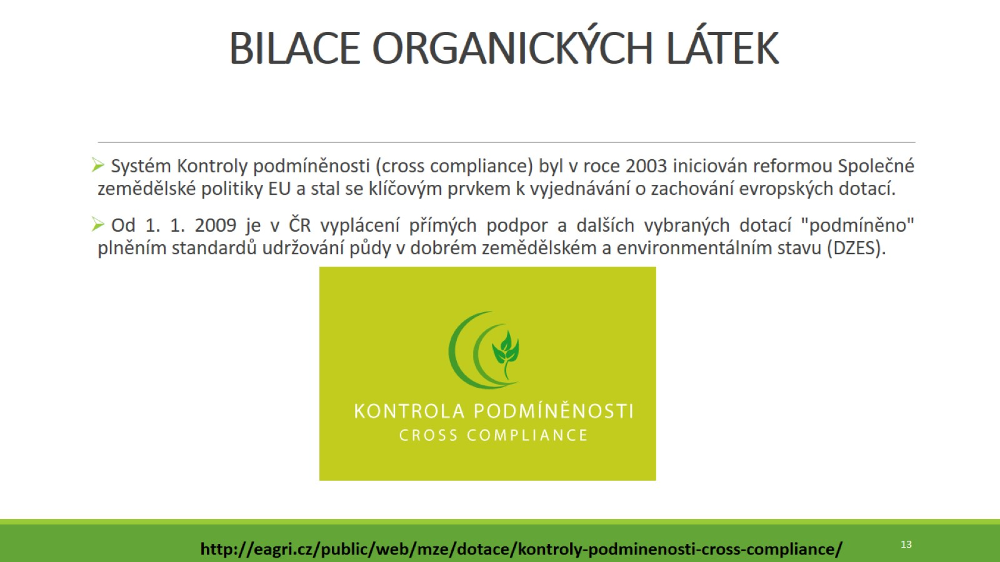 BILACE ORGANICKÝCH LÁTEK
Systém Kontroly podmíněnosti (cross compliance) byl v roce 2003 iniciován reformou Společné
zemědělské politiky EU a stal se klíčovým prvkem k vyjednávání o zachování evropských dotací.
Od 1. 1. 2009 je v ČR vyplácení přímých podpor a dalších vybraných dotací "podmíněno"
plněním standardů udržování půdy v dobrém zemědělském a environmentálním stavu (DZES).
KONTROLA PODMÍNĚNOSTI
CROSS COMPLIANCE
http://eagri.cz/public/web/mze/dotace/kontroly-podminenosti-cross-compliance/
13